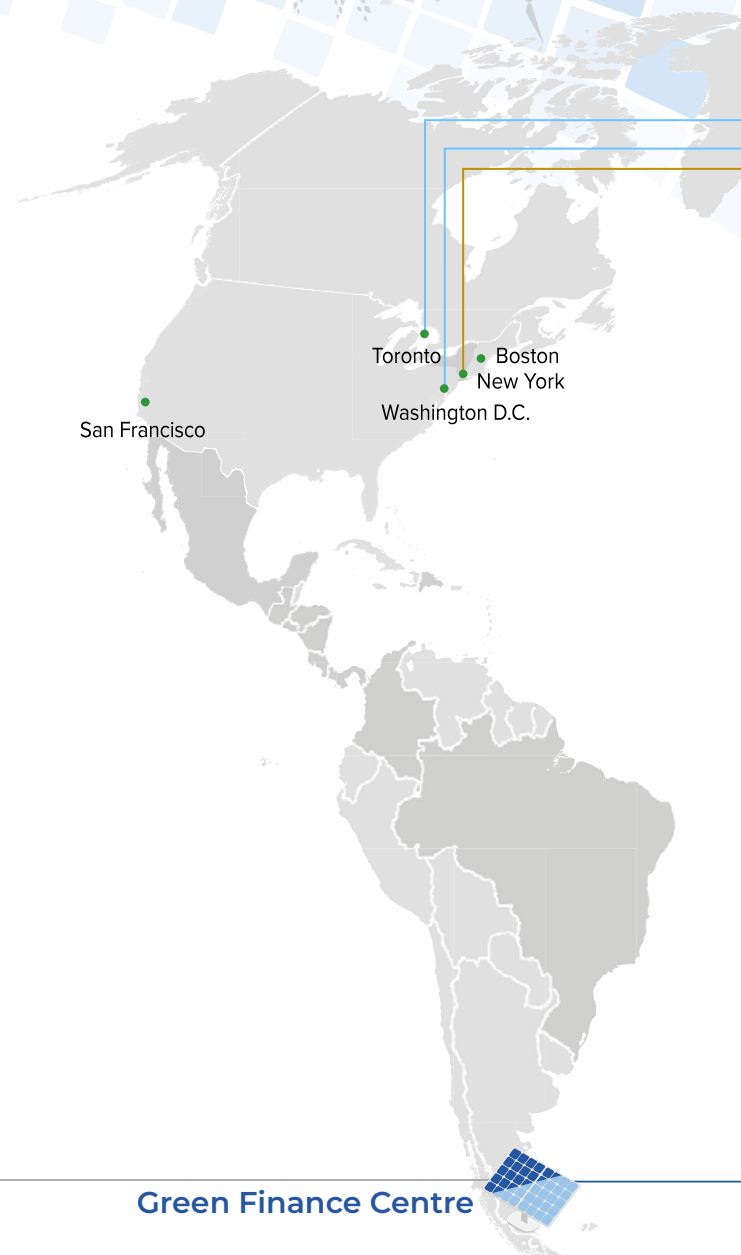 Toronto
Boston
New York
Washington D.C.
San Francisco
Green Finance Centre